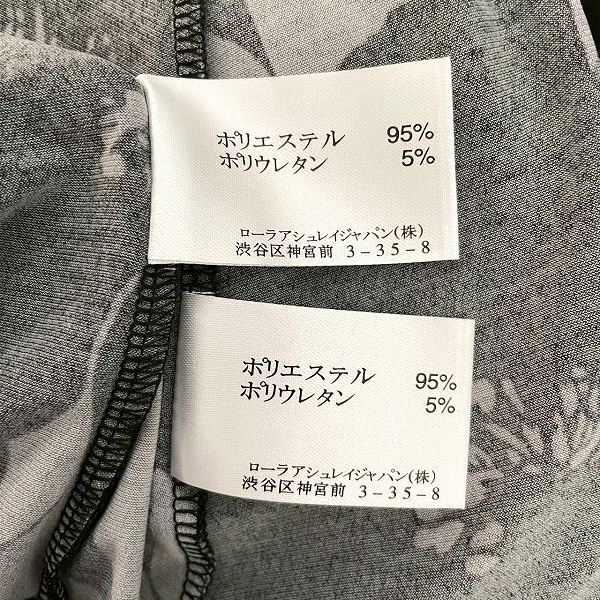 ポリエステル 95%
ポリウレタン 5%
ローラアシュレイジャパン(株)
渋谷区神宮前 3-35-8
ポリエステル 95%
ポリウレタン 5%
ローラアシュレイジャパン(株)
渋谷区神宮前 3-35-8